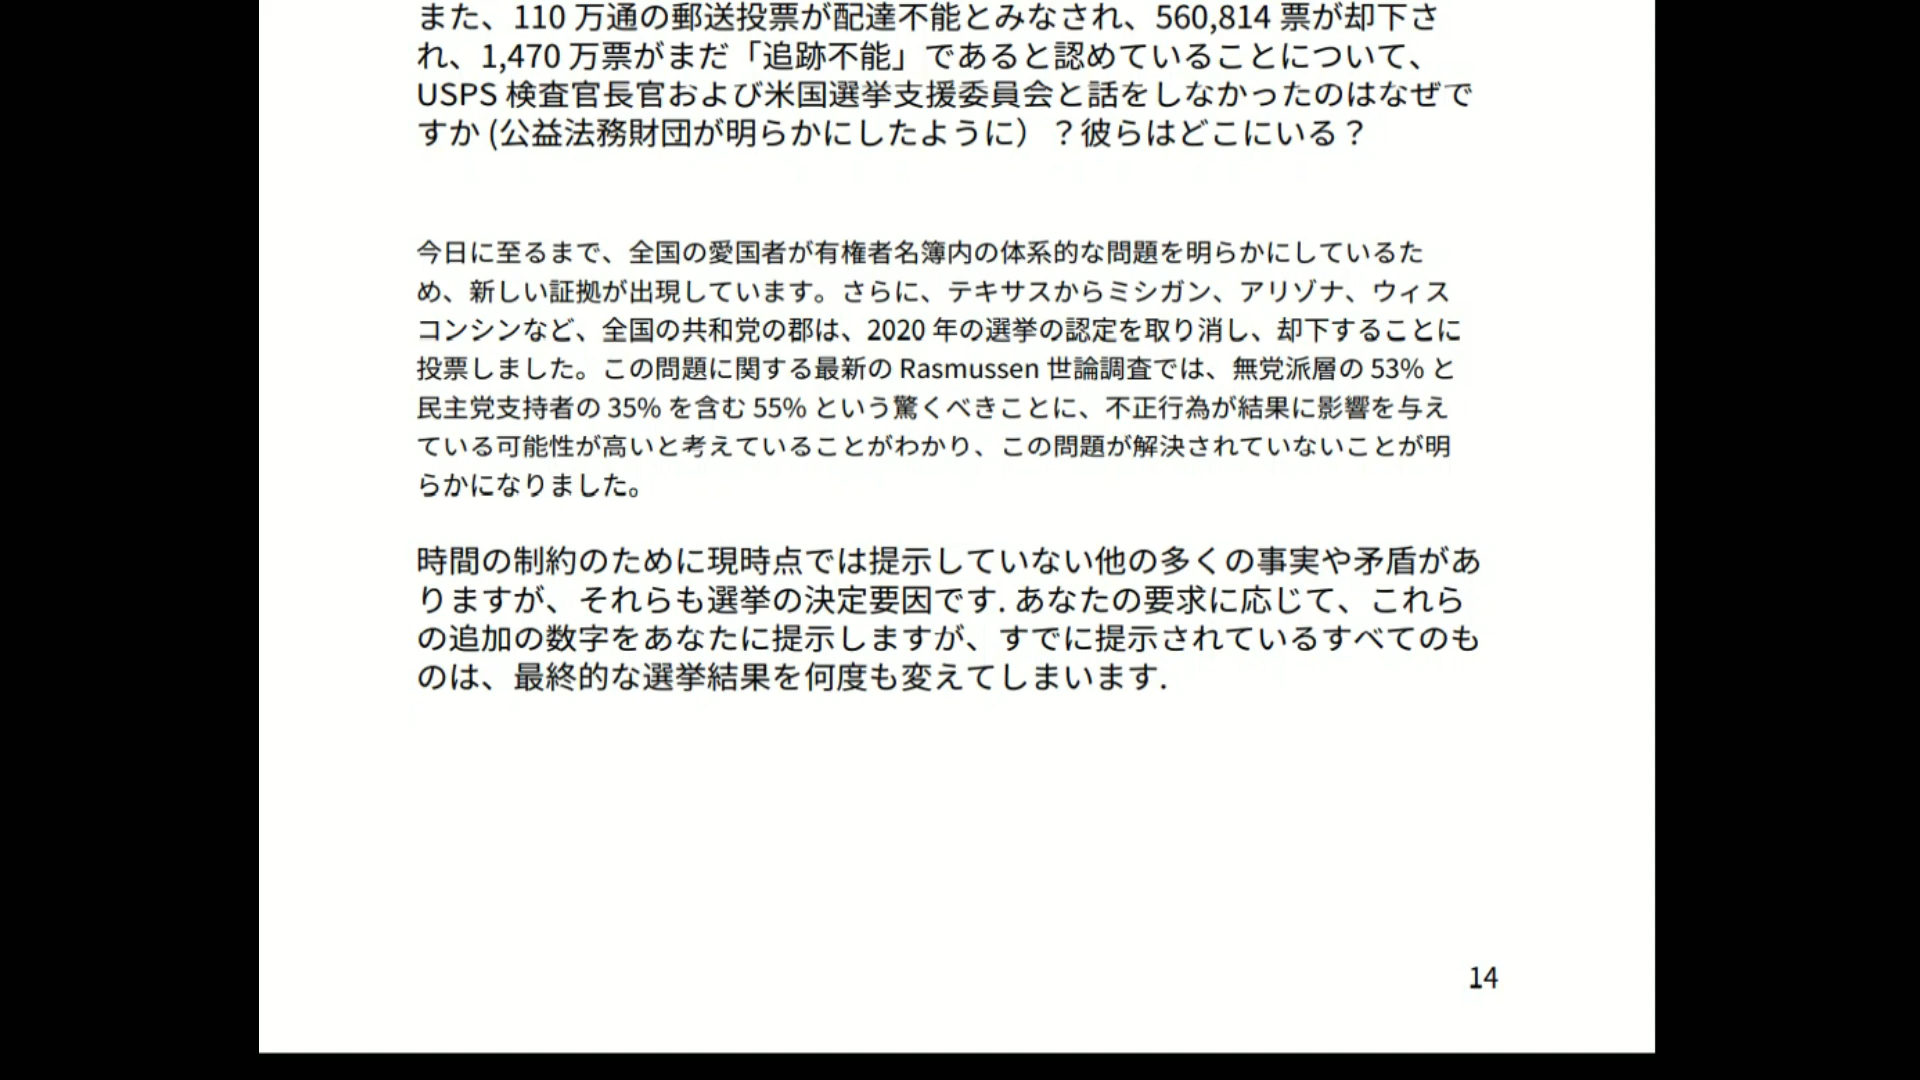 また、110 万通の郵送投票が配達不能とみなされ、560,814 票が却下さ
れ、1,470 万票がまだ「追跡不能」であると認めていることについて、
USPS 検査官長官および米国選挙支援委員会と話をしなかったのはなぜで
すか (公益法務財団が明らかにしたように）？彼らはどこにいる？
今日に至るまで、全国の愛国者が有権者名簿内の体系的な問題を明らかにしているた
め、新しい証拠が出現しています。さらに、テキサスからミシガン、アリゾナ、ウィス
コンシンなど、全国の共和党の郡は、2020 年の選挙の認定を取り消し、却下することに
投票しました。この問題に関する最新の Rasmussen 世論調査では、無党派層の 53% と
民主党支持者の 35% を含む 55% という驚くべきことに、不正行為が結果に影響を与え
ている可能性が高いと考えていることがわかり、この問題が解決されていないことが明
らかになりました。
時間の制約のために現時点では提示していない他の多くの事実や矛盾があ
りますが、それらも選挙の決定要因です. あなたの要求に応じて、これら
の追加の数字をあなたに提示しますが、すでに提示されているすべてのも
のは、最終的な選挙結果を何度も変えてしまいます.
14